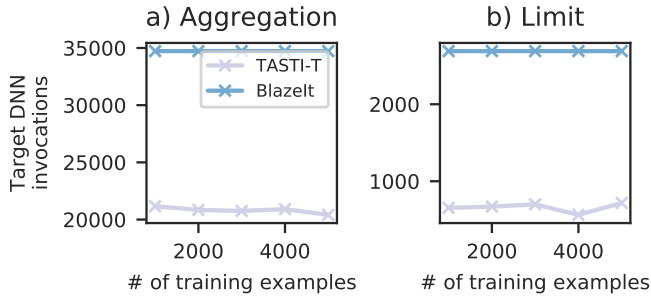 a) Aggregation
b) Limit
Target DNN
invocations
35000
30000
25000
20000
TASTI-T
BlazeIt
2000
1000
2000 4000
2000 4000
# of training examples
# of training examples